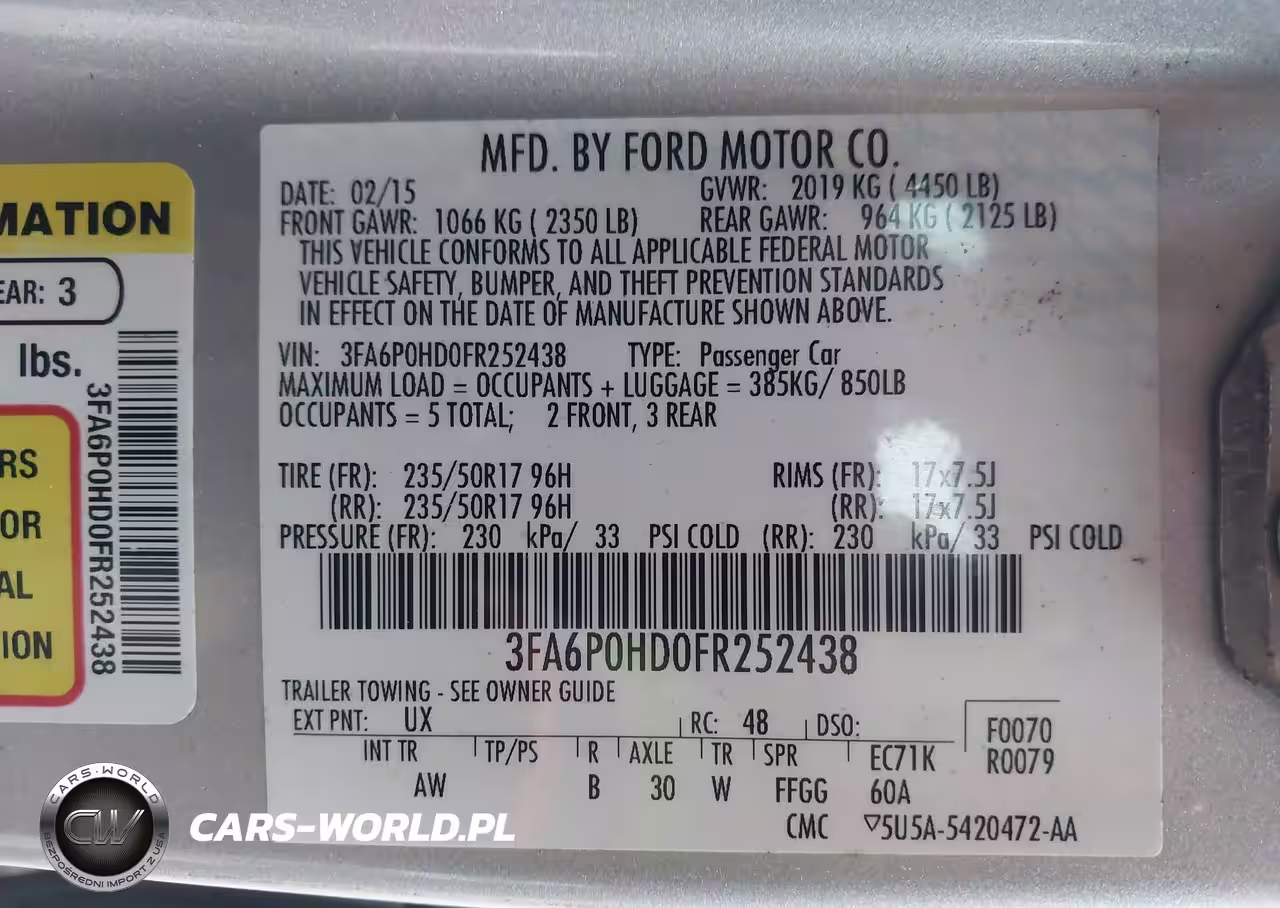 MATION
EAR: 3
lbs.
3FA6P0HD0FR252438
RS
OR
AL
ION
MFD. BY FORD MOTOR CO.
DATE: 02/15 GVWR: 2019 KG ( 4450 LB)
FRONT GAWR: 1066 KG ( 2350 LB) REAR GAWR: 964 KG ( 2125 LB)
THIS VEHICLE CONFORMS TO ALL APPLICABLE FEDERAL MOTOR
VEHICLE SAFETY, BUMPER, AND THEFT PREVENTION STANDARDS
IN EFFECT ON THE DATE OF MANUFACTURE SHOWN ABOVE.
VIN: 3FA6P0HD0FR252438 TYPE: Passenger Car
MAXIMUM LOAD = OCCUPANTS + LUGGAGE = 385KG/ 850LB
OCCUPANTS = 5 TOTAL; 2 FRONT, 3 REAR
TIRE (FR): 235/50R17 96H RIMS (FR): 17x7.5J
(RR): 235/50R17 96H (RR): 17x7.5J
PRESSURE (FR): 230 kPa/ 33 PSI COLD (RR): 230 kPa/ 33 PSI COLD
3FA6P0HD0FR252438
TRAILER TOWING - SEE OWNER GUIDE
EXT PNT: UX RC: 48 DSO: F0070
INT TR TP/PS R AXLE TR SPR EC71K R0079
AW B 30 W FFGG 60A
CMC ▽5U5A-5420472-AA
CARS-WORLD
CW
BEZPOŚREDNI IMPORT Z USA
CARS-WORLD.PL